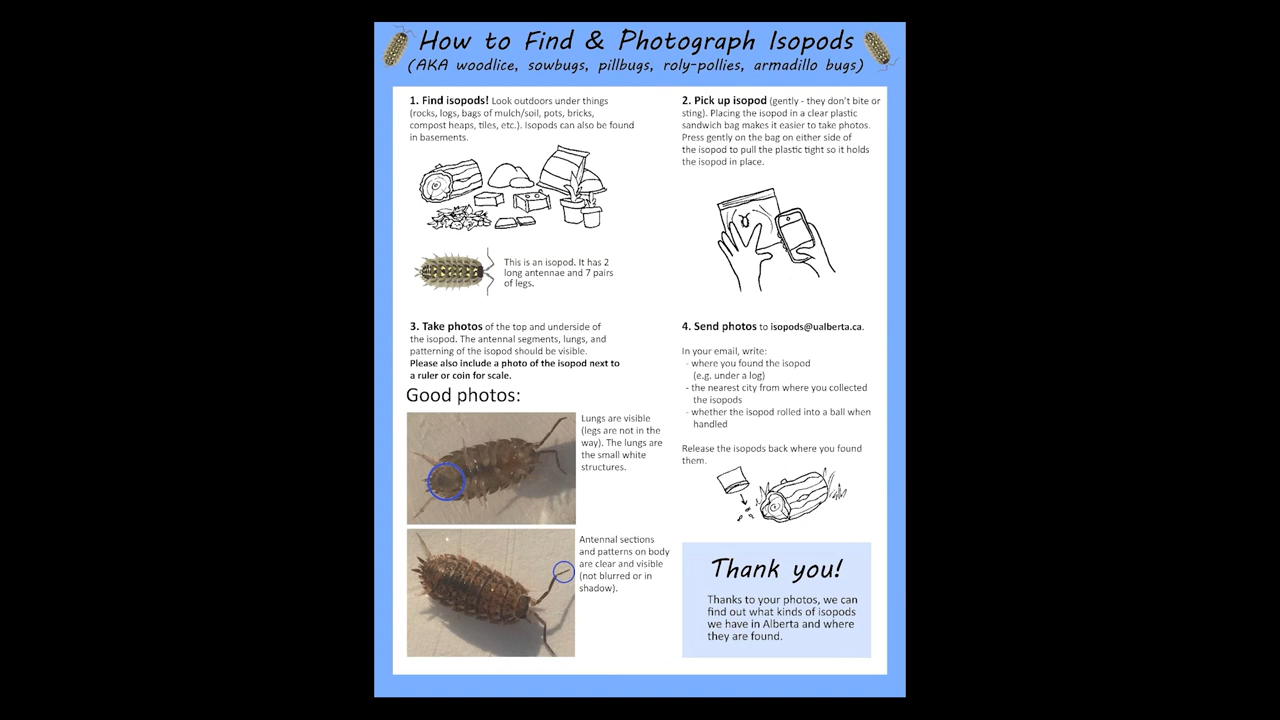 How to Find & Photograph Isopods
(AKA woodlice, sowbugs, pillbugs, roly-pollies, armadillo bugs)
1. Find isopods! Look outdoors under things
(rocks, logs, bags of mulch/soil, pots, bricks,
compost heaps, tiles, etc.). Isopods can also be found
in basements.
This is an isopod. It has 2
long antennae and 7 pairs
of legs.
2. Pick up isopod (gently - they don't bite or
sting). Placing the isopod in a clear plastic
sandwich bag makes it easier to take photos.
Press gently on the bag on either side of
the isopod to pull the plastic tight so it holds
the isopod in place.
3. Take photos of the top and underside of
the isopod. The antennal segments, lungs, and
patterning of the isopod should be visible.
Please also include a photo of the isopod next to
a ruler or coin for scale.
Good photos:
Lungs are visible
(legs are not in the
way). The lungs are
the small white
structures.
Antennal sections
and patterns on body
are clear and visible
(not blurred or in
shadow).
4. Send photos to isopods@ualberta.ca.
In your email, write:
- where you found the isopod
(e.g. under a log)
- the nearest city from where you collected
the isopods
- whether the isopod rolled into a ball when
handled
Release the isopods back where you found
them.
Thank you!
Thanks to your photos, we can
find out what kinds of isopods
we have in Alberta and where
they are found.